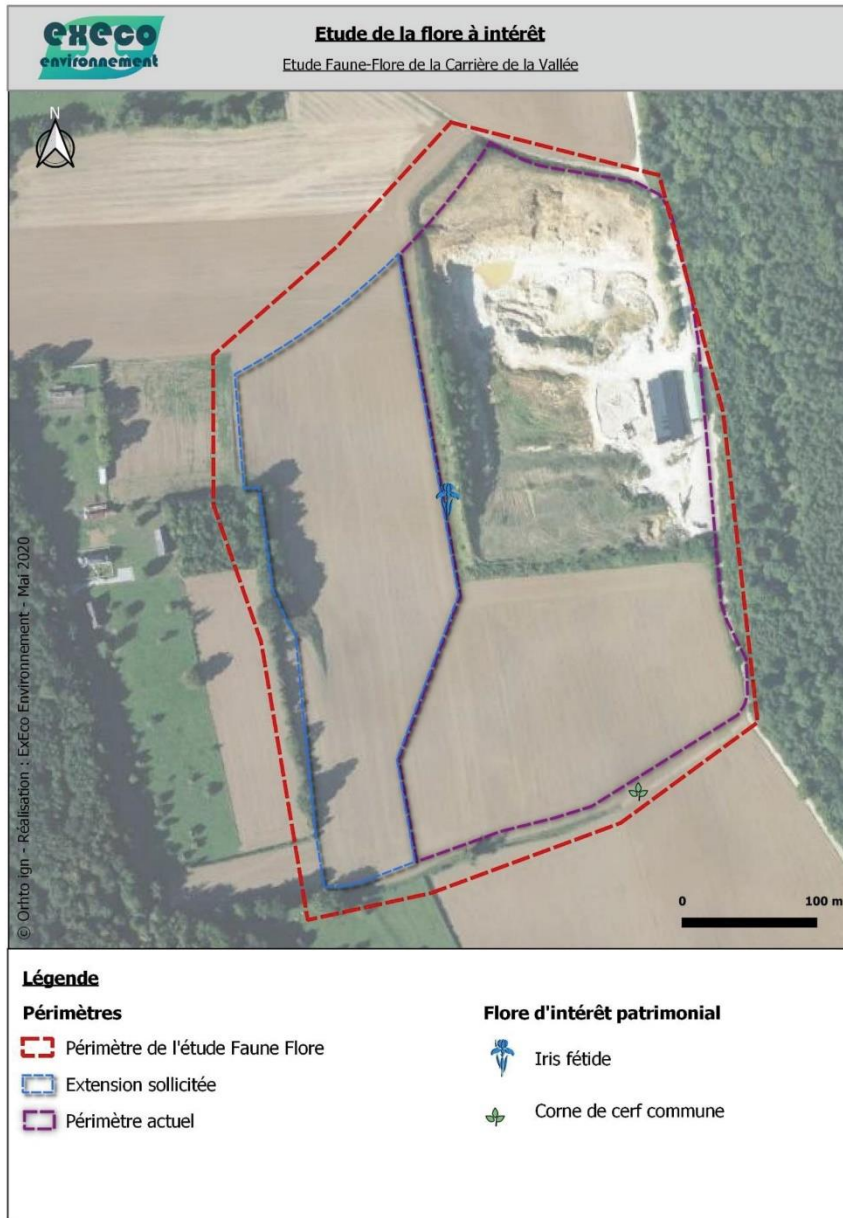 execo
environnement
Etude de la flore à intérêt
Etude Faune-Flore de la Carrière de la Vallée
N
© Orhto ign - Réalisation : ExEco Environnement - Mai 2020
0 100 m
Légende
Périmètres
Périmètre de l'étude Faune Flore
Extension sollicitée
Périmètre actuel
Flore d'intérêt patrimonial
Iris fétide
Corne de cerf commune